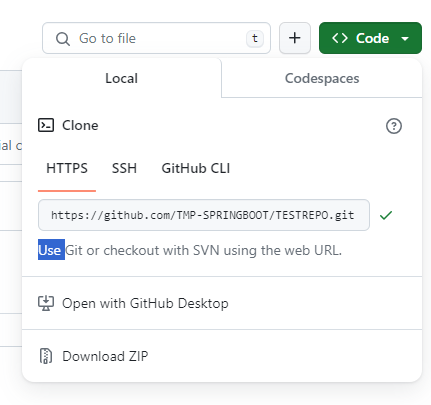 Go to file
t
Code
Local
Codespaces
ial c
Clone
HTTPS
SSH
GitHub CLI
https://github.com/TMP-SPRINGBOOT/TESTREPO.git
Use Git or checkout with SVN using the web URL.
Open with GitHub Desktop
Download ZIP